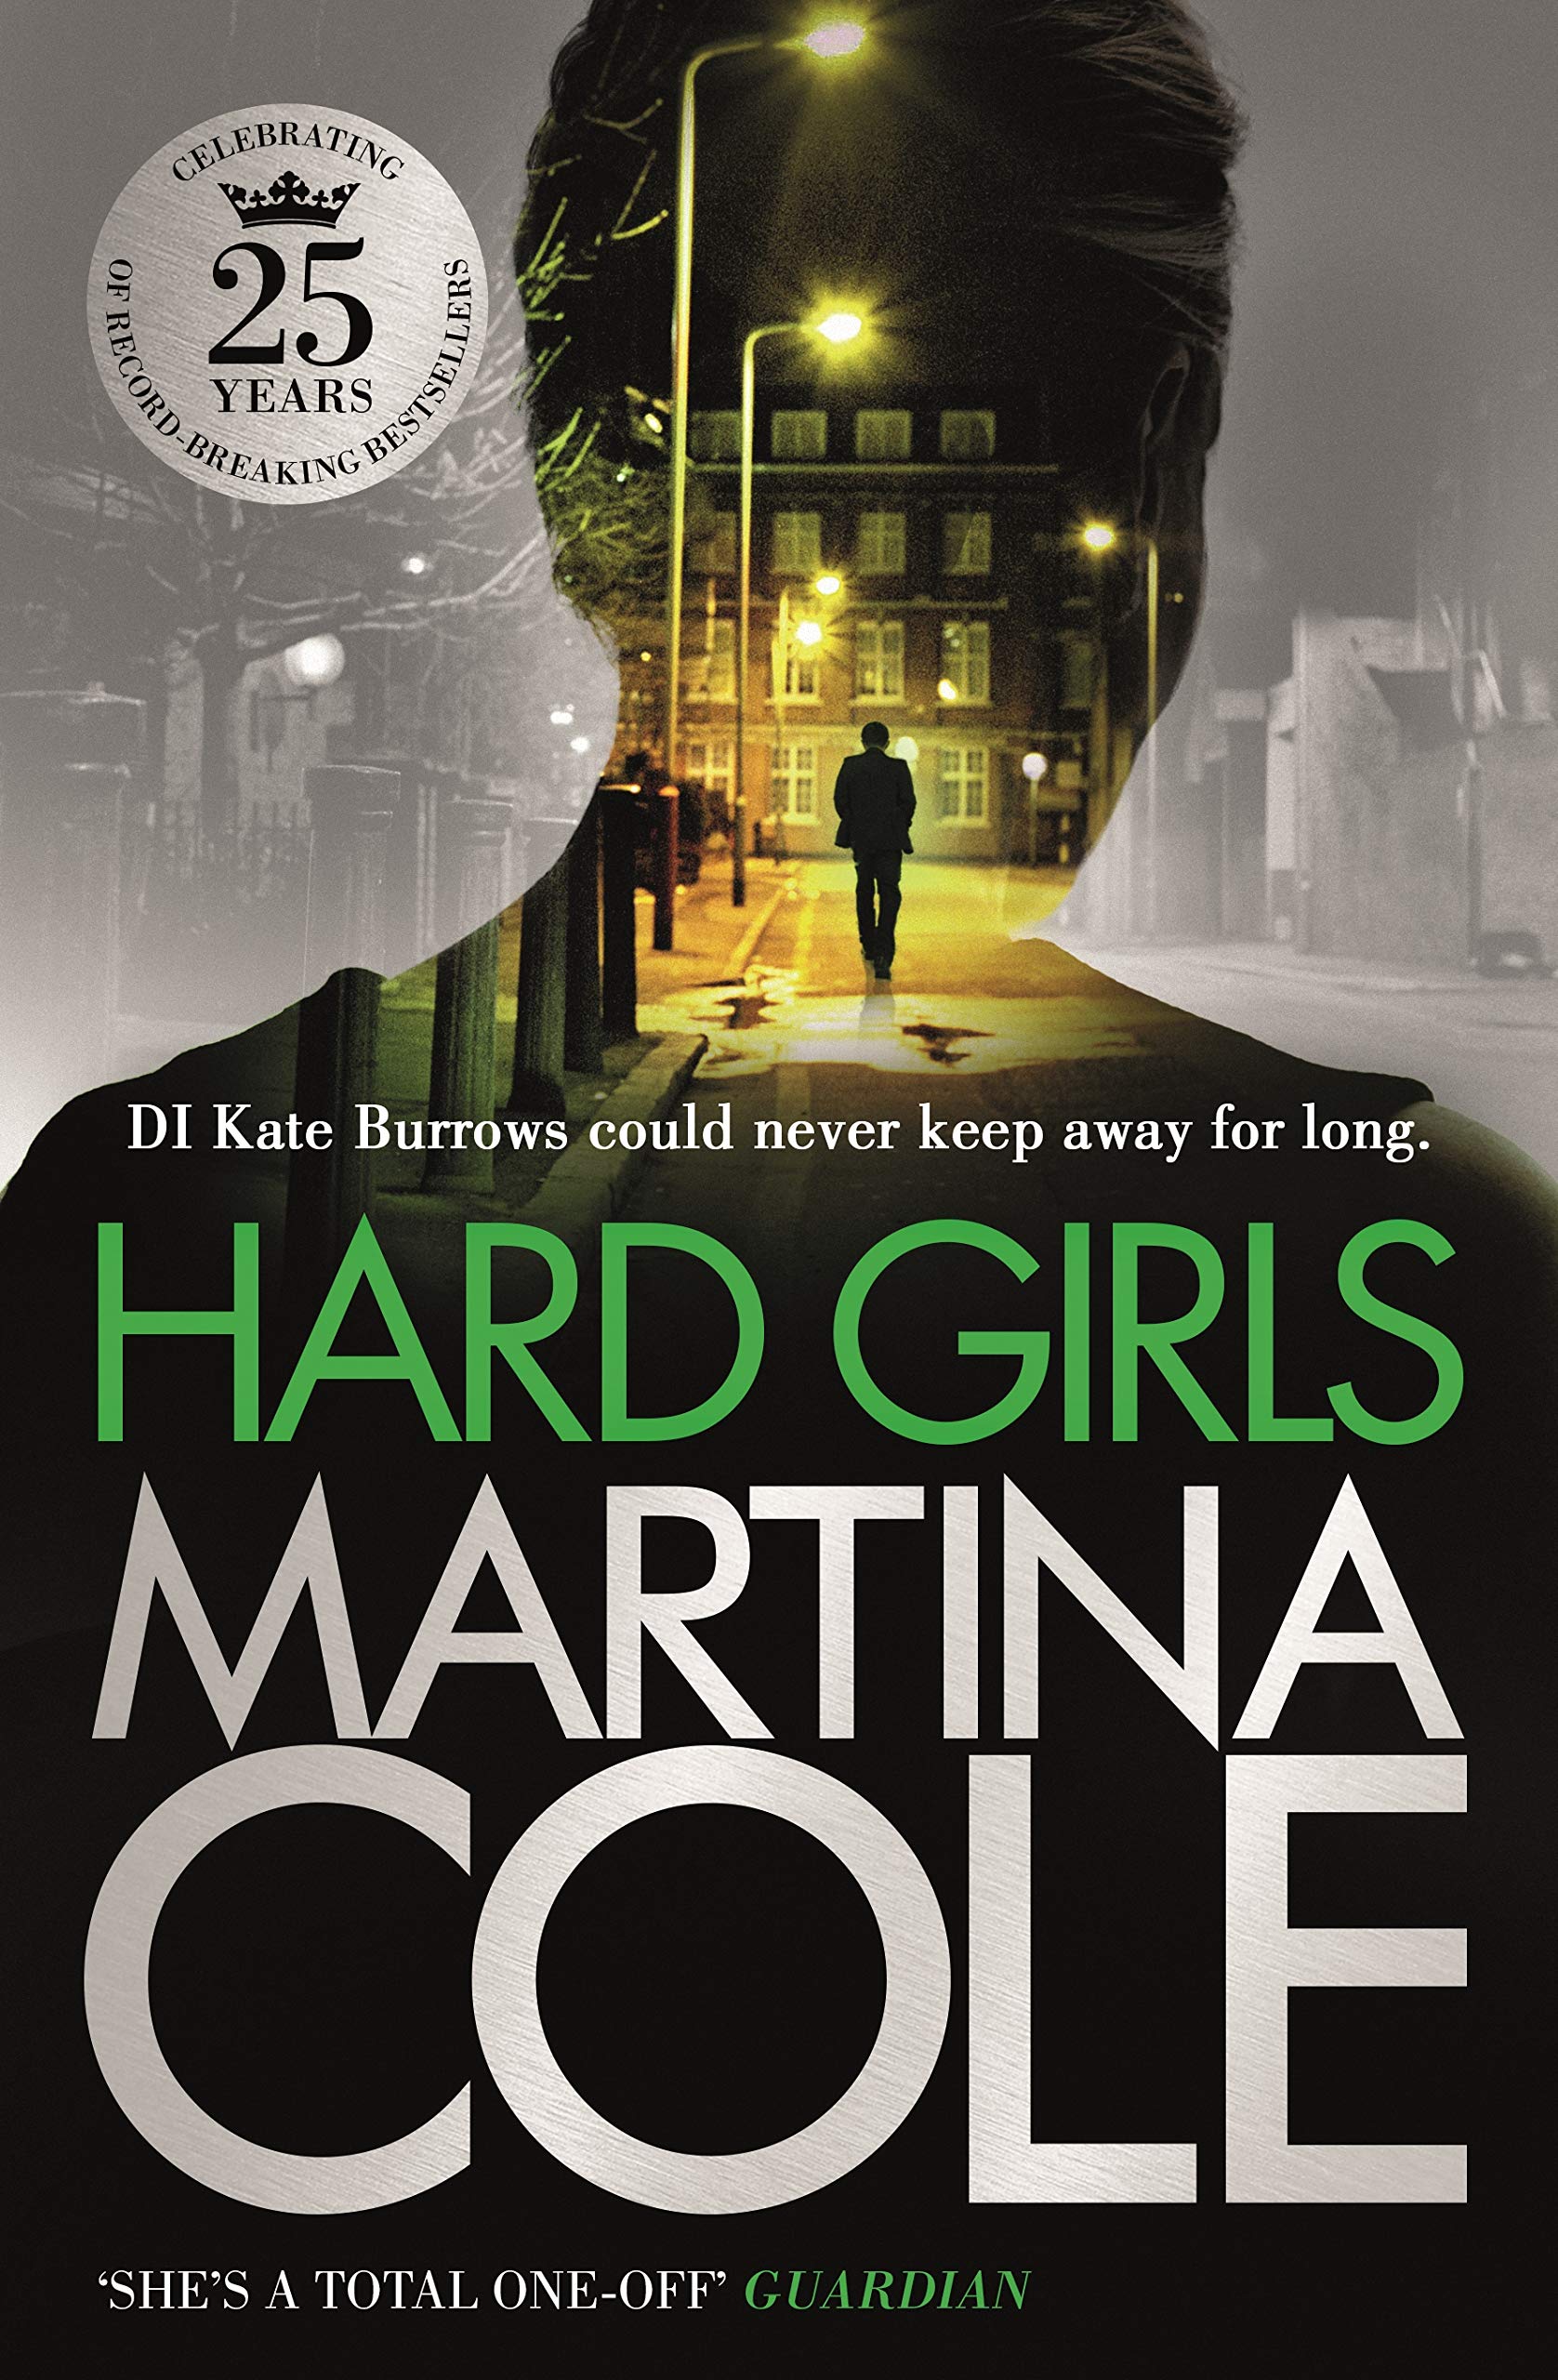 CELEBRATING
25
YEARS
OF RECORD-BREAKING BESTSELLERS
DI Kate Burrows could never keep away for long.
HARD GIRLS
MARTINA
COLE
‘SHE’S A TOTAL ONE-OFF’ GUARDIAN